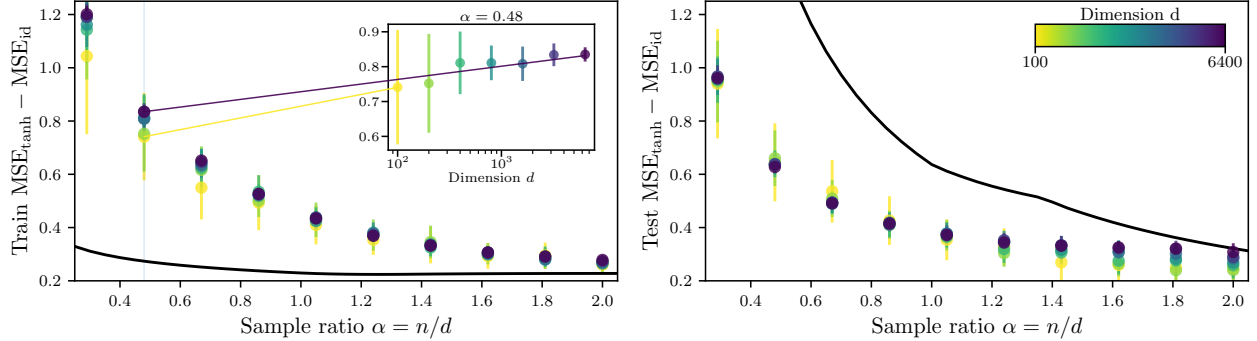 Train MSE_tanh − MSE_id
1.2
1.0
0.8
0.6
0.4
0.2
0.4 0.6 0.8 1.0 1.2 1.4 1.6 1.8 2.0
Sample ratio α = n/d
α = 0.48
0.9
0.8
0.7
0.6
10² 10³
Dimension d
Test MSE_tanh − MSE_id
1.2
1.0
0.8
0.6
0.4
0.2
0.4 0.6 0.8 1.0 1.2 1.4 1.6 1.8 2.0
Sample ratio α = n/d
Dimension d
100 6400